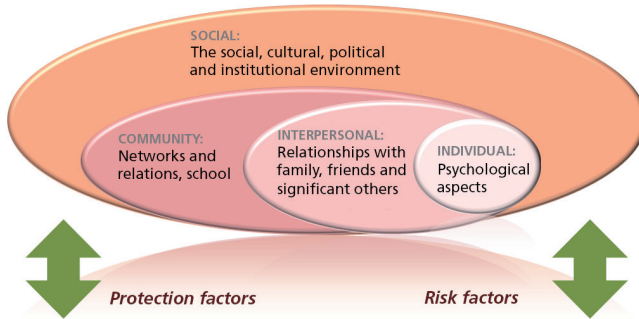 SOCIAL:
The social, cultural, political
and institutional environment
COMMUNITY:
Networks and
relations, school
INTERPERSONAL:
Relationships with
family, friends and
significant others
INDIVIDUAL:
Psychological
aspects
Protection factors
Risk factors